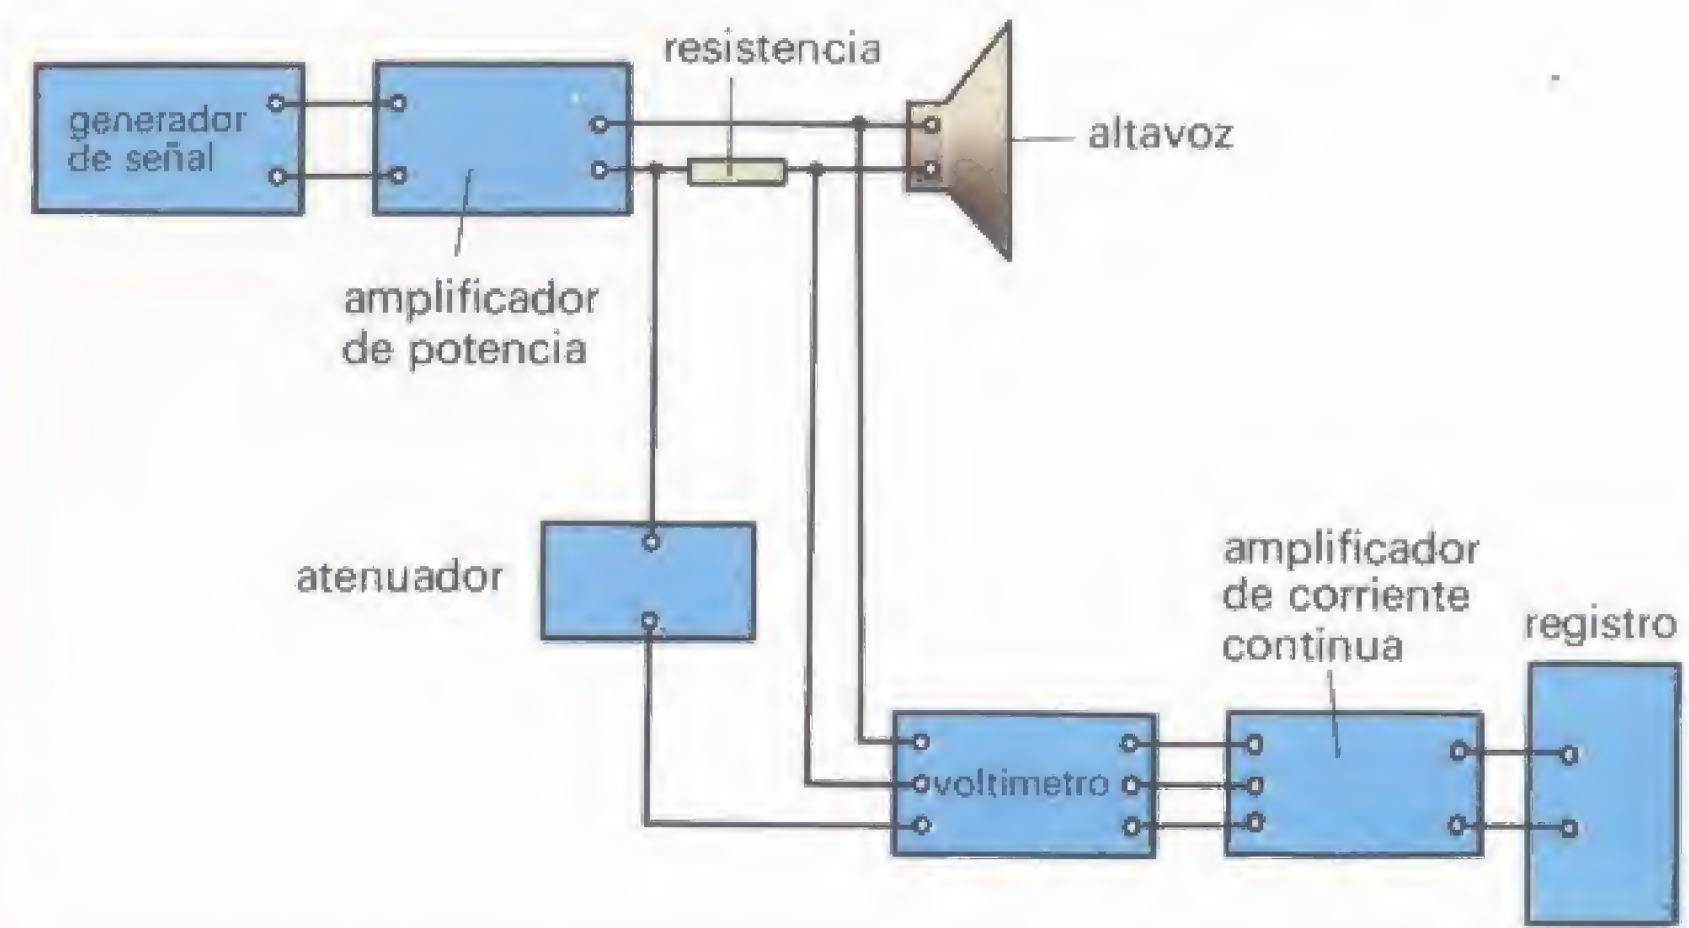 resistencia
generador
de señal
altavoz
amplificador
de potencia
atenuador
amplificador
de corriente
continua
registro
voltimetro